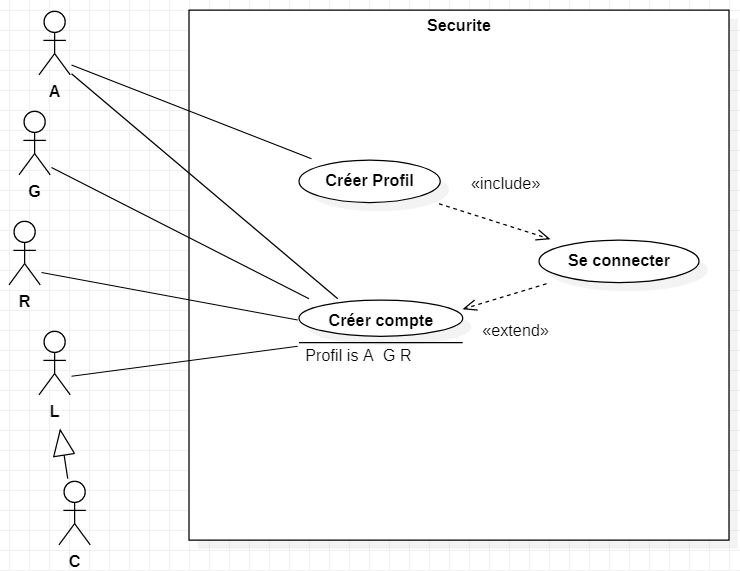 Securite
A
Créer Profil
«include»
G
Se connecter
R
Créer compte
«extend»
Profil is A  G R
L
C